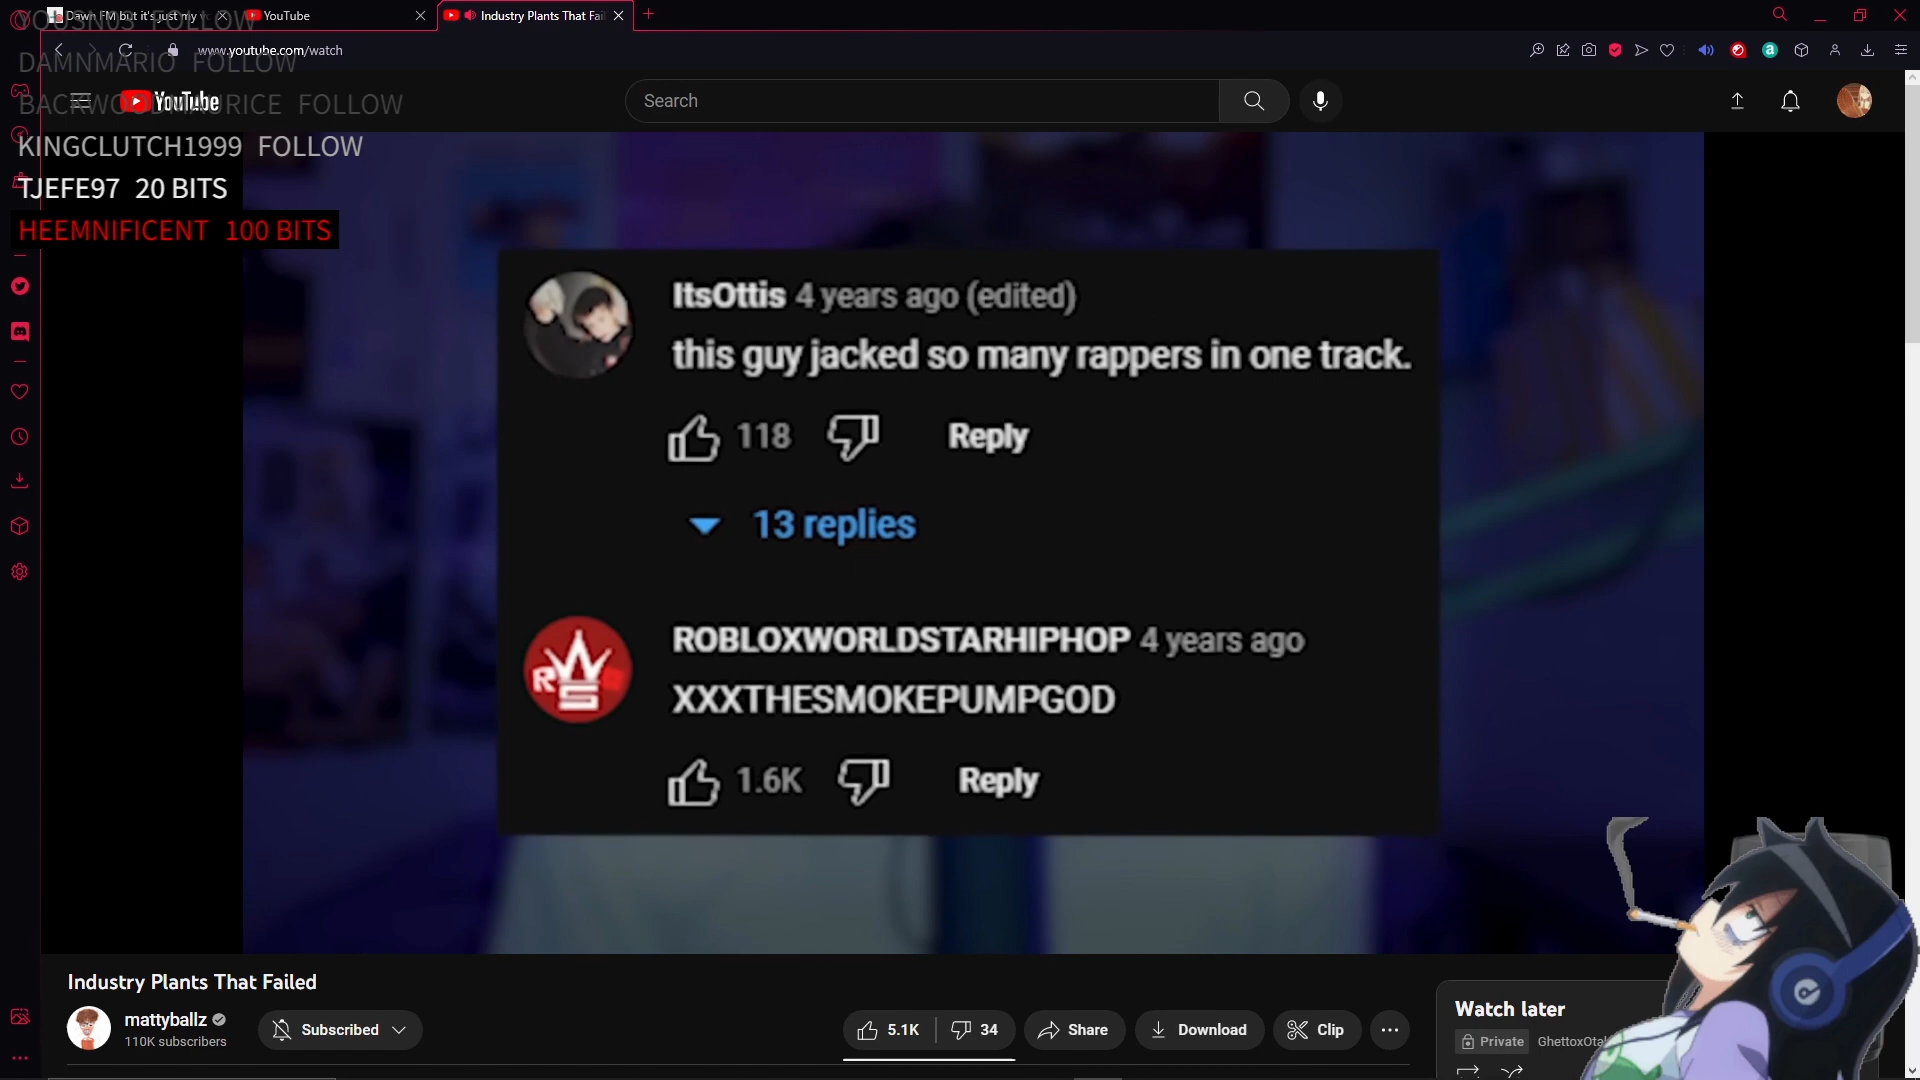 Dawn FM but it's just my
YouTube
Industry Plants That Fai
YOUSN0S FOLLOW
www.youtube.com/watch
DAMNMARIO FOLLOW
YouTube
BACKWOODMAURICE FOLLOW
Search
KINGCLUTCH1999 FOLLOW
TJEFE97 20 BITS
HEEMNIFICENT 100 BITS
ItsOttis 4 years ago (edited)
this guy jacked so many rappers in one track.
118 Reply
13 replies
ROBLOXWORLDSTARHIPHOP 4 years ago
XXXTHESMOKEPUMPGOD
1.6K Reply
Industry Plants That Failed
mattyballz
110K subscribers
Subscribed
5.1K 34 Share Download Clip
Watch later
Private GhettoxOta